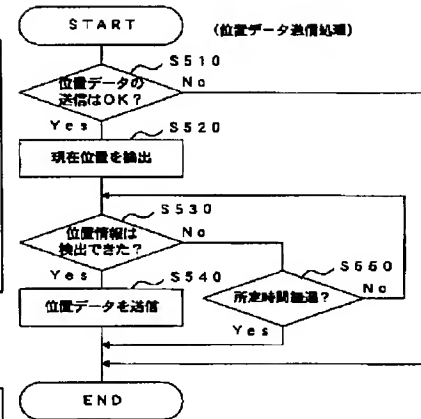 START
(位置データ送信処理)
S510
位置データの
送信はOK?
No
Yes
S520
現在位置を検出
S530
位置情報は
検出できた?
No
Yes
S540
S550
位置データを送信
所定時間経過?
No
Yes
END